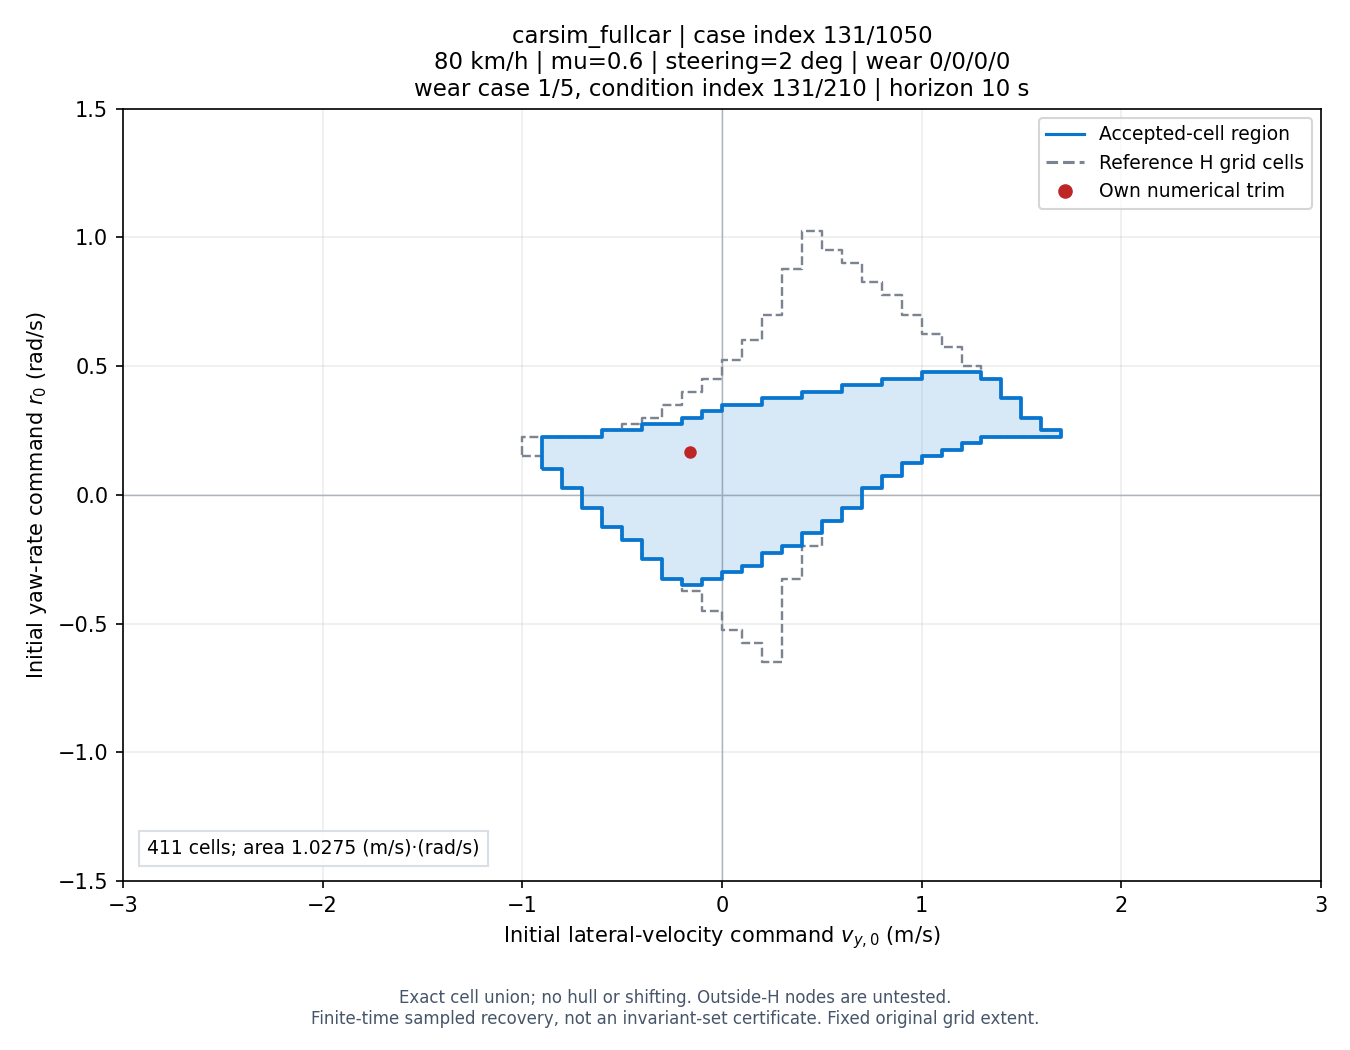 carsim_fullcar | case index 131/1050
80 km/h | mu=0.6 | steering=2 deg | wear 0/0/0/0
wear case 1/5, condition index 131/210 | horizon 10 s
Accepted-cell region
Reference H grid cells
Own numerical trim
1.5
1.0
0.5
0.0
−0.5
−1.0
−1.5
Initial yaw-rate command r0 (rad/s)
411 cells; area 1.0275 (m/s)·(rad/s)
−3
−2
−1
0
1
2
3
Initial lateral-velocity command vy,0 (m/s)
Exact cell union; no hull or shifting. Outside-H nodes are untested.
Finite-time sampled recovery, not an invariant-set certificate. Fixed original grid extent.